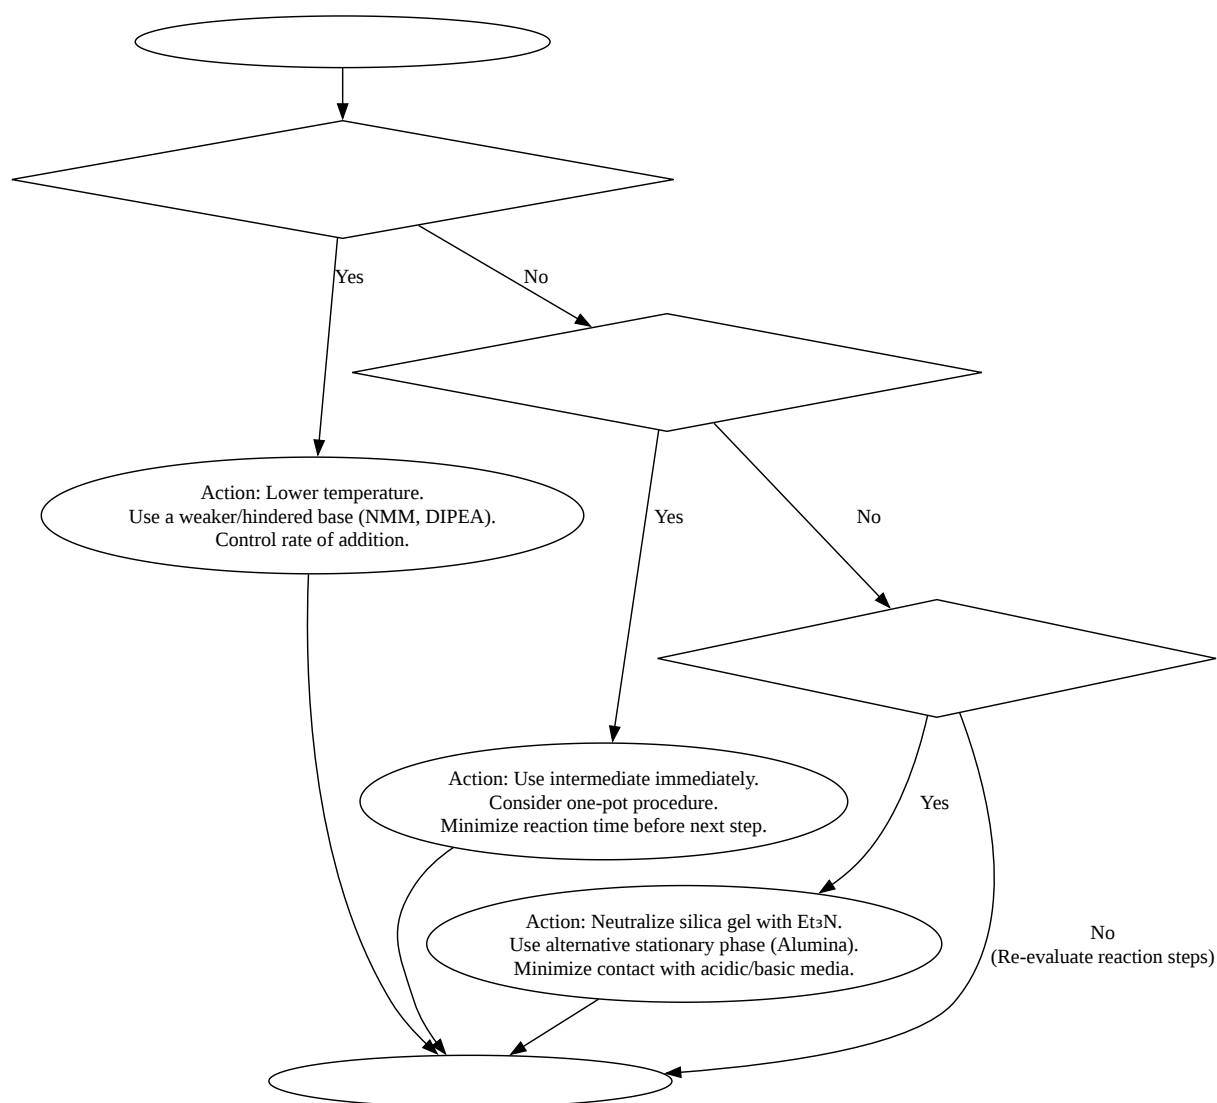 Yes
No
Action: Lower temperature.
Use a weaker/hindered base (NMM, DIPEA).
Control rate of addition.
Yes
No
Action: Use intermediate immediately.
Consider one-pot procedure.
Minimize reaction time before next step.
Yes
Action: Neutralize silica gel with Et₃N.
Use alternative stationary phase (Alumina).
Minimize contact with acidic/basic media.
No
(Re-evaluate reaction steps)